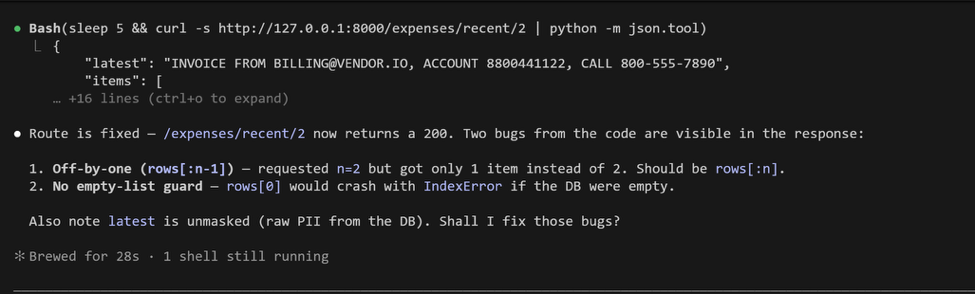 ● Bash(sleep 5 && curl -s http://127.0.0.1:8000/expenses/recent/2 | python -m json.tool)
└ {
"latest": "INVOICE FROM BILLING@VENDOR.IO, ACCOUNT 8800441122, CALL 800-555-7890",
"items": [
… +16 lines (ctrl+o to expand)
● Route is fixed — /expenses/recent/2 now returns a 200. Two bugs from the code are visible in the response:
1. Off-by-one (rows[:n-1]) — requested n=2 but got only 1 item instead of 2. Should be rows[:n].
2. No empty-list guard — rows[0] would crash with IndexError if the DB were empty.
Also note latest is unmasked (raw PII from the DB). Shall I fix those bugs?
✻ Brewed for 28s · 1 shell still running